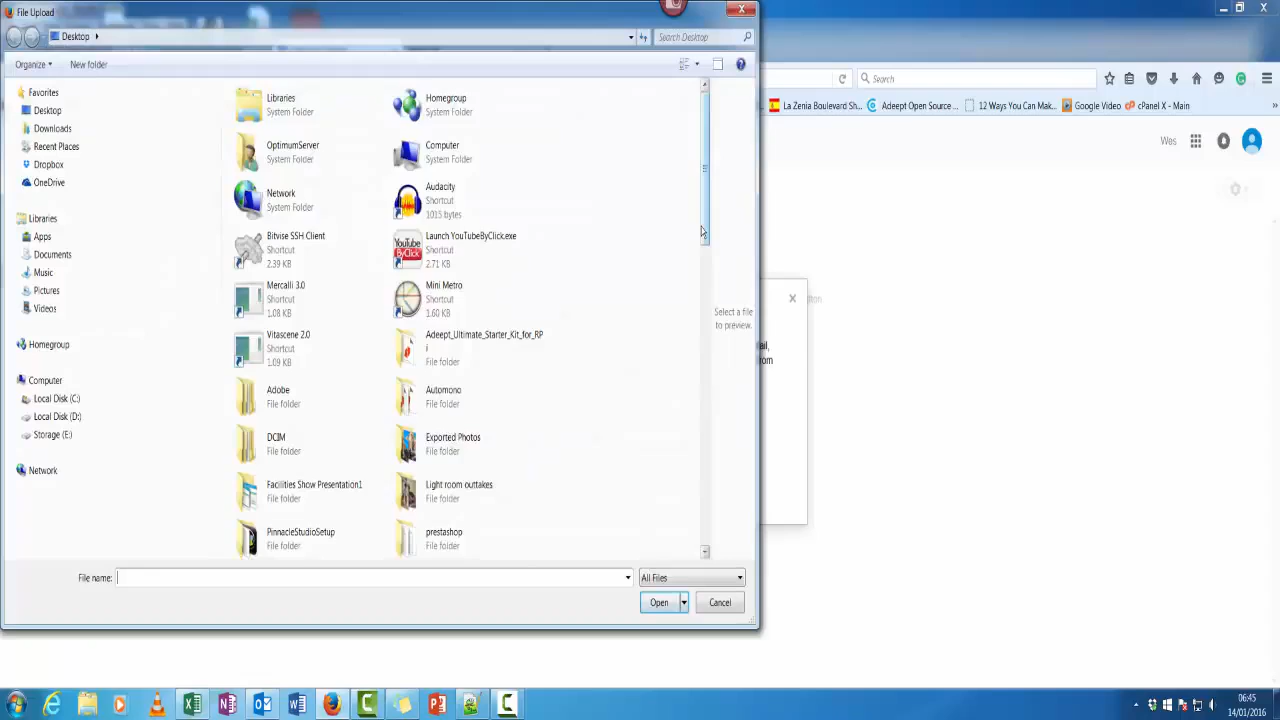 File Upload
Desktop
Search Desktop
Organize
New folder
Search
La Zenia Boulevard Sh...
Adeept Open Source ...
12 Ways You Can Mak...
Google Video
cPanel X - Main
Wes
Favorites
Desktop
Downloads
Recent Places
Dropbox
OneDrive
Libraries
Apps
Documents
Music
Pictures
Videos
Homegroup
Computer
Local Disk (C:)
Local Disk (D:)
Storage (E:)
Network
Libraries
System Folder
Homegroup
System Folder
OptimumServer
System Folder
Computer
System Folder
Network
System Folder
Audacity
Shortcut
1015 bytes
Bitvise SSH Client
Shortcut
2.39 KB
Launch YouTubeByClick.exe
Shortcut
2.71 KB
YouTube
ByClick
Mercalli 3.0
Shortcut
1.08 KB
Mini Metro
Shortcut
1.60 KB
Vitascene 2.0
Shortcut
1.09 KB
Adeept_Ultimate_Starter_Kit_for_RP
i
File folder
Adobe
File folder
Automono
File folder
DCIM
File folder
Exported Photos
File folder
Facilities Show Presentation1
File folder
Light room outtakes
File folder
PinnacleStudioSetup
File folder
prestashop
File folder
Select a file
to preview.
File name:
All Files
Open
Cancel
06:45
14/01/2016